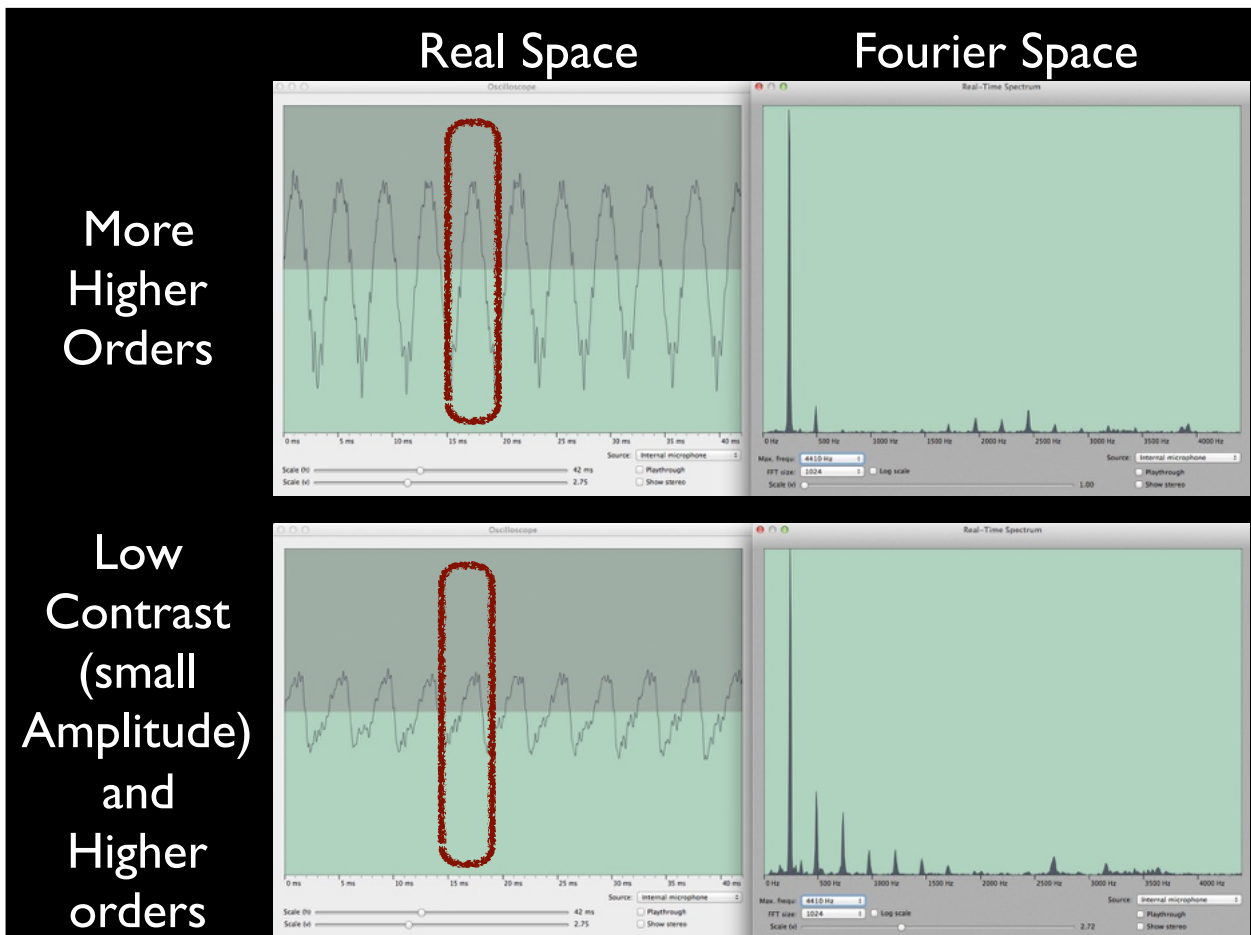 Real Space
Fourier Space
More
Higher
Orders
Oscilloscope
0 ms 5 ms 10 ms 15 ms 20 ms 25 ms 30 ms 35 ms 40 ms
Source: Internal microphone
Scale (h) 42 ms Playthrough
Scale (v) 2.75 Show stereo
Real-Time Spectrum
0 Hz 500 Hz 1000 Hz 1500 Hz 2000 Hz 2500 Hz 3000 Hz 3500 Hz 4000 Hz
Max. frequ: 4410 Hz Source: Internal microphone
FFT size: 1024 Log scale Playthrough
Scale (v) 1.00 Show stereo
Low
Contrast
(small
Amplitude)
and
Higher
orders
Oscilloscope
0 ms 5 ms 10 ms 15 ms 20 ms 25 ms 30 ms 35 ms 40 ms
Source: Internal microphone
Scale (h) 42 ms Playthrough
Scale (v) 2.75 Show stereo
Real-Time Spectrum
0 Hz 500 Hz 1000 Hz 1500 Hz 2000 Hz 2500 Hz 3000 Hz 3500 Hz 4000 Hz
Max. frequ: 4410 Hz Source: Internal microphone
FFT size: 1024 Log scale Playthrough
Scale (v) 2.72 Show stereo